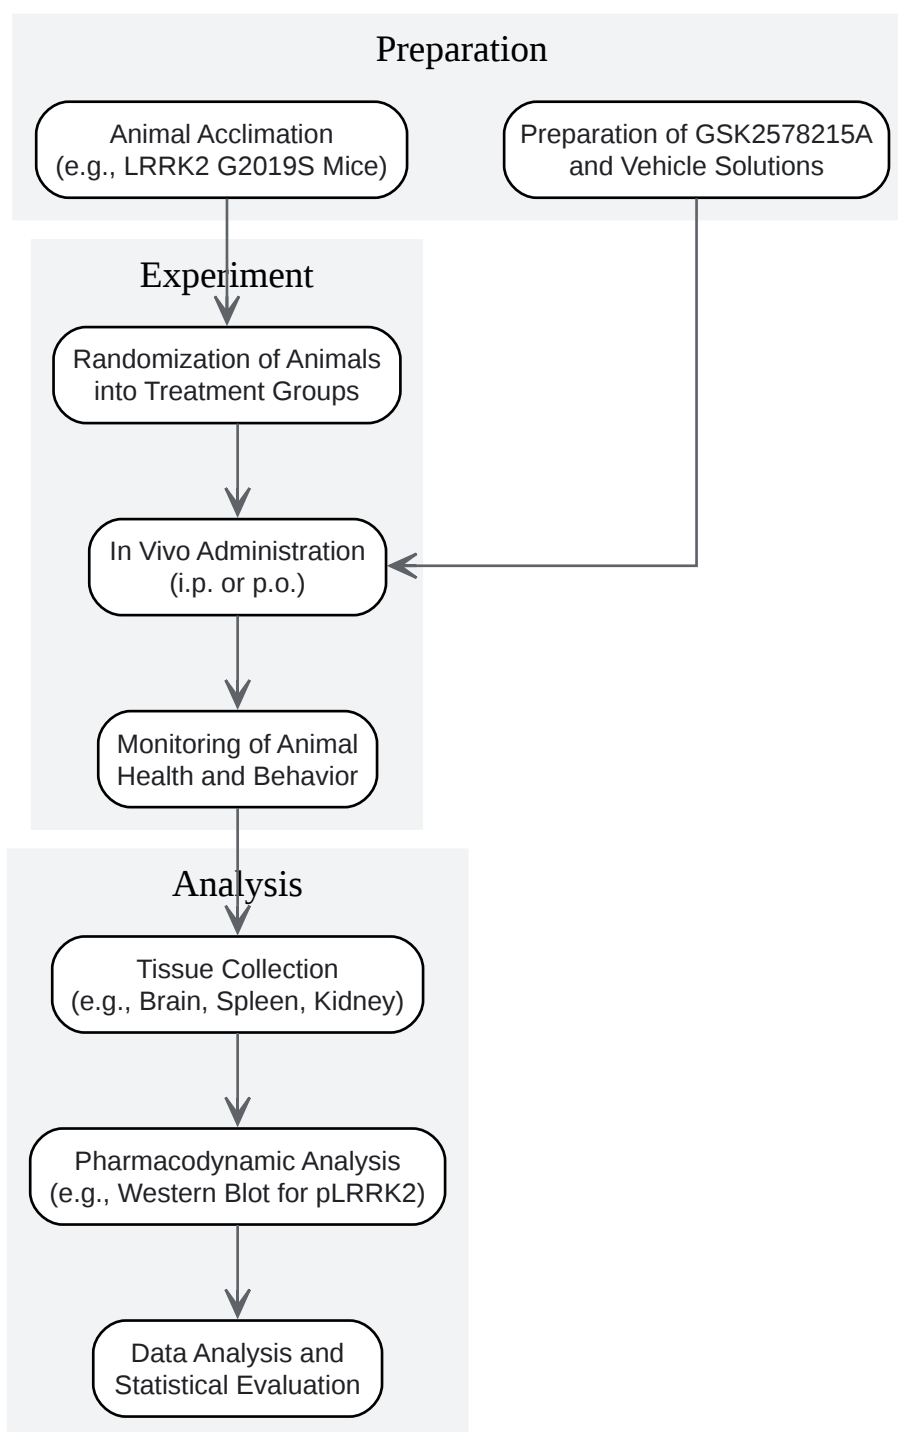 Preparation
Animal Acclimation
(e.g., LRRK2 G2019S Mice)
Preparation of GSK2578215A
and Vehicle Solutions
Experiment
Randomization of Animals
into Treatment Groups
In Vivo Administration
(i.p. or p.o.)
Monitoring of Animal
Health and Behavior
Analysis
Tissue Collection
(e.g., Brain, Spleen, Kidney)
Pharmacodynamic Analysis
(e.g., Western Blot for pLRRK2)
Data Analysis and
Statistical Evaluation